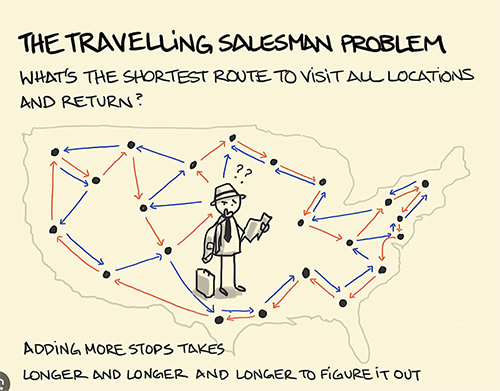 THE TRAVELLING SALESMAN PROBLEM
WHAT'S THE SHORTEST ROUTE TO VISIT ALL LOCATIONS
AND RETURN?
??
ADDING MORE STOPS TAKES
LONGER AND LONGER AND LONGER TO FIGURE IT OUT